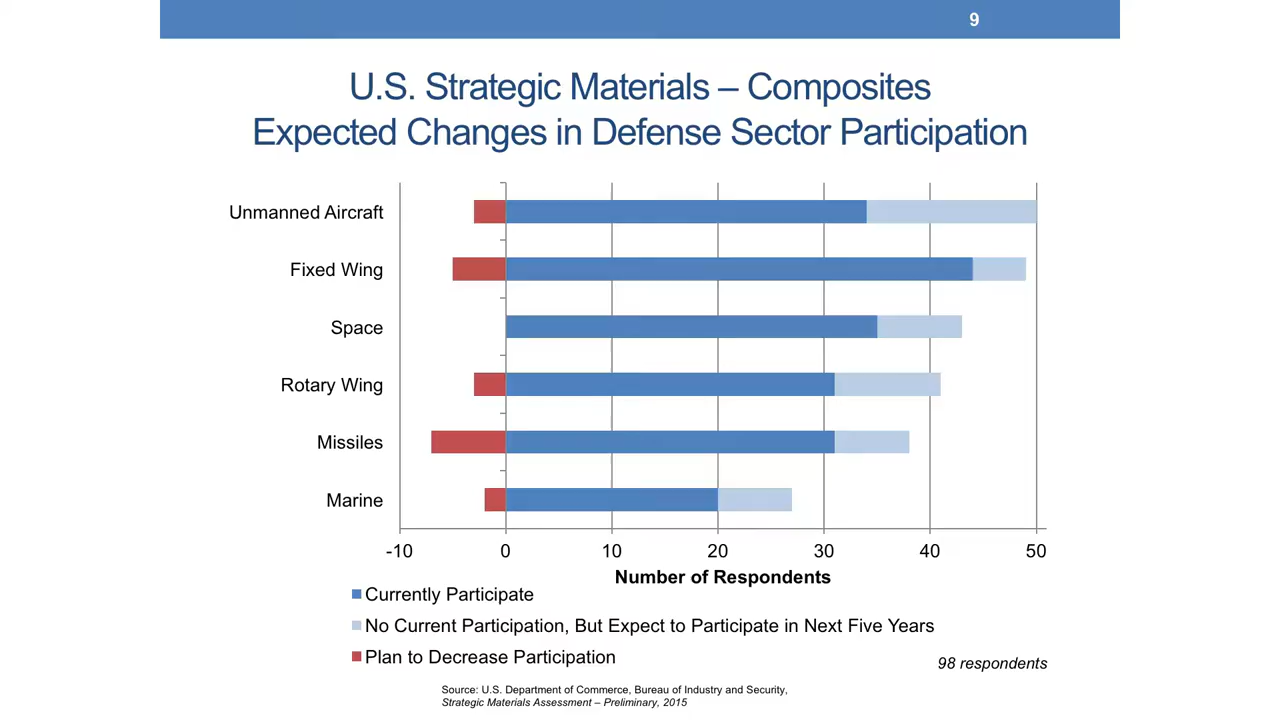 9
U.S. Strategic Materials – Composites
Expected Changes in Defense Sector Participation
Unmanned Aircraft
Fixed Wing
Space
Rotary Wing
Missiles
Marine
-10 0 10 20 30 40 50
Number of Respondents
Currently Participate
No Current Participation, But Expect to Participate in Next Five Years
Plan to Decrease Participation
98 respondents
Source: U.S. Department of Commerce, Bureau of Industry and Security,
Strategic Materials Assessment – Preliminary, 2015